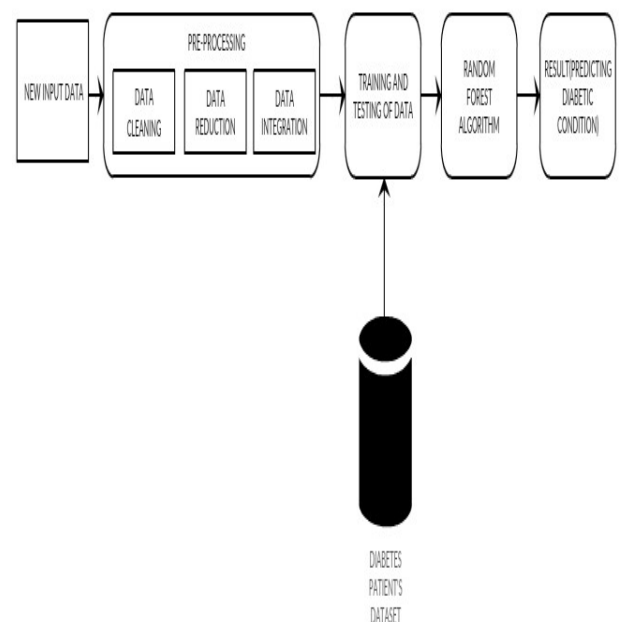 NEW INPUT DATA
PRE-PROCESSING
DATA
CLEANING
DATA
REDUCTION
DATA
INTEGRATION
TRAINING AND
TESTING OF DATA
RANDOM
FOREST
ALGORITHM
RESULT(PREDICTING
DIABETIC
CONDITION)
DIABETES
PATIENT'S
DATASET